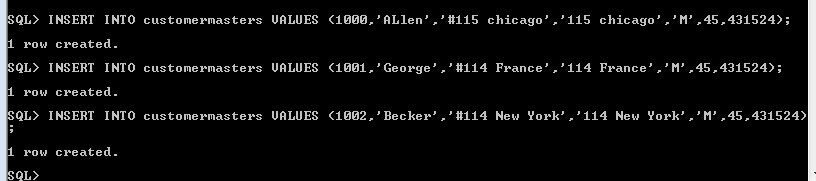 SQL> INSERT INTO customermasters VALUES (1000,'ALlen','#115 chicago','115 chicago','M',45,431524);
1 row created.
SQL> INSERT INTO customermasters VALUES (1001,'George','#114 France','114 France','M',45,431524);
1 row created.
SQL> INSERT INTO customermasters VALUES (1002,'Becker','#114 New York','114 New York','M',45,431524)
;
1 row created.
SQL>